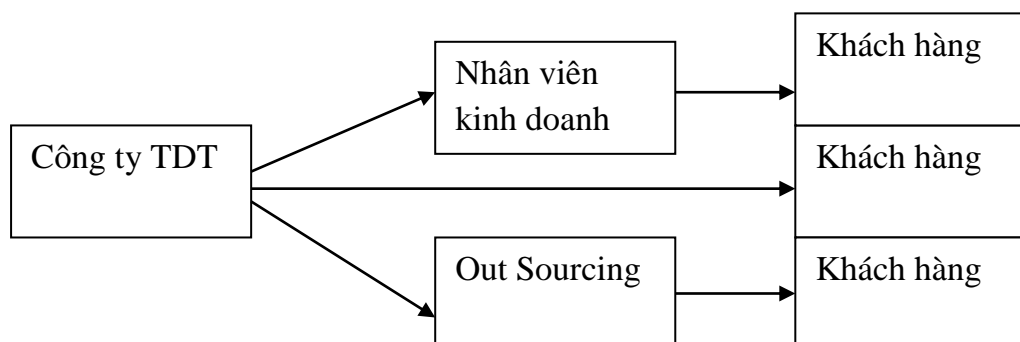 Khách hàng
Nhân viên
kinh doanh
Công ty TDT
Khách hàng
Out Sourcing
Khách hàng